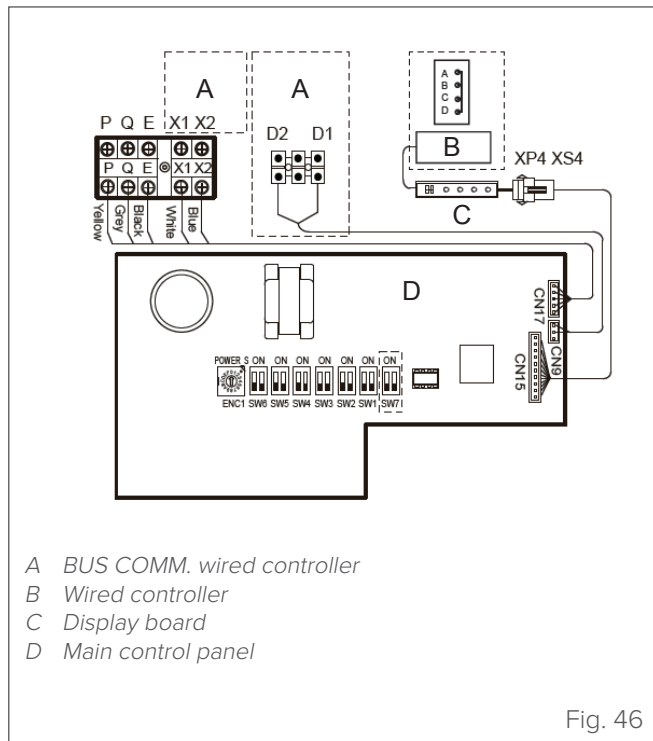 A
A
A
B
C
D
B
P Q E X1 X2
D2 D1
XP4 XS4
P Q E X1 X2
C
Yellow
Grey
Black
White
Blue
D
CN17
CN9
CN15
POWER S ON ON ON ON ON ON ON
ENC1 SW6 SW5 SW4 SW3 SW2 SW1 SW7
A BUS COMM. wired controller
B Wired controller
C Display board
D Main control panel
Fig. 46